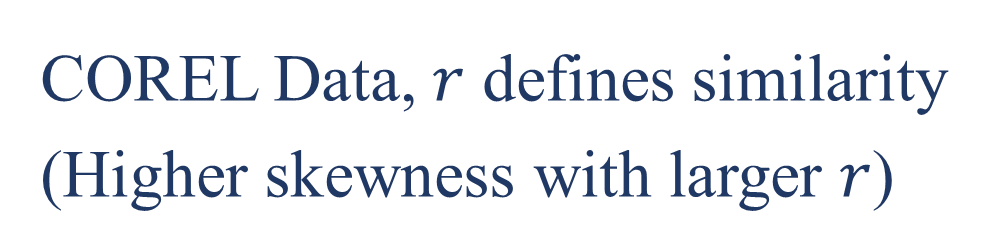 COREL Data, r defines similarity
(Higher skewness with larger r)